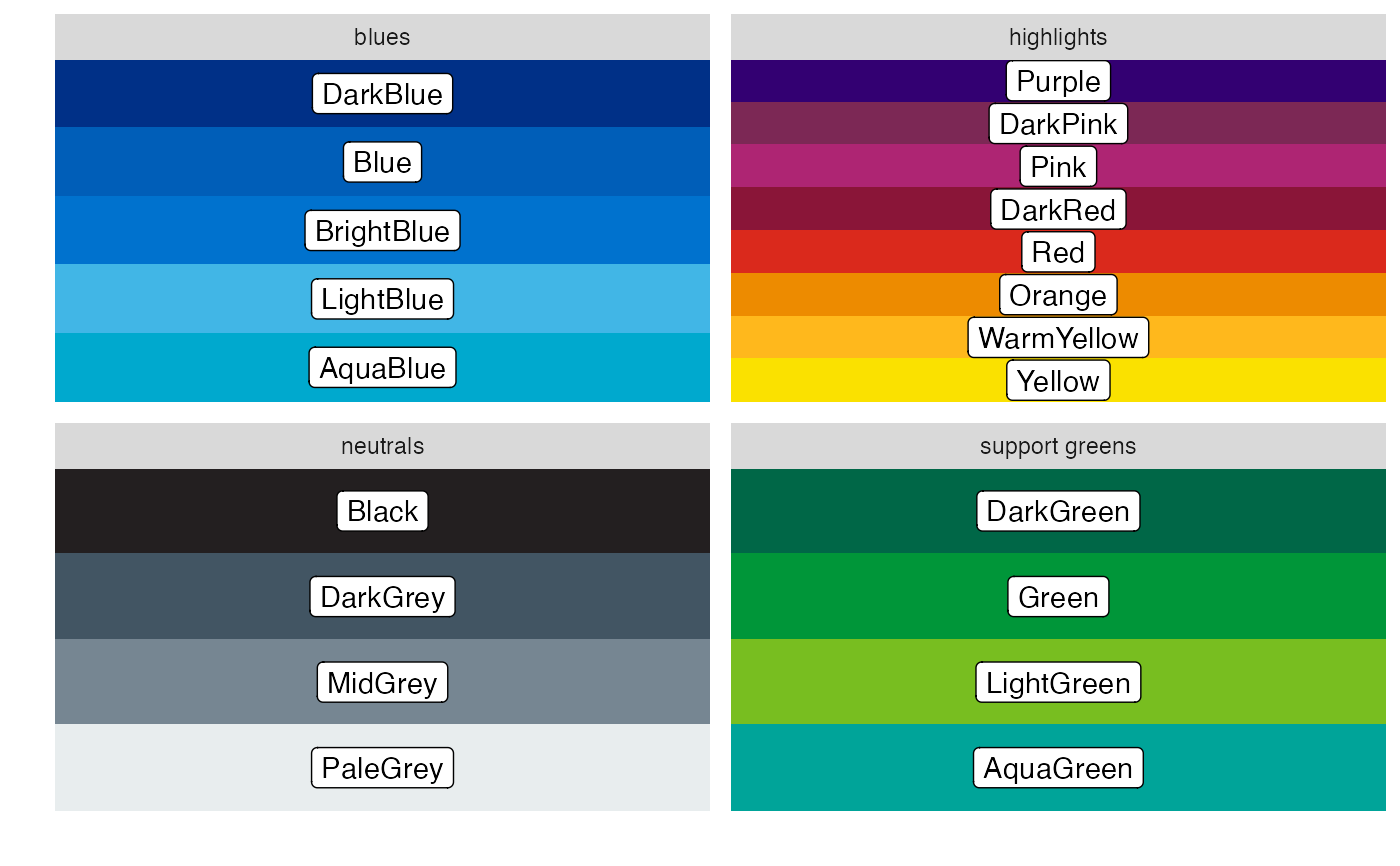 blues
DarkBlue
Blue
BrightBlue
LightBlue
AquaBlue
highlights
Purple
DarkPink
Pink
DarkRed
Red
Orange
WarmYellow
Yellow
neutrals
Black
DarkGrey
MidGrey
PaleGrey
support greens
DarkGreen
Green
LightGreen
AquaGreen